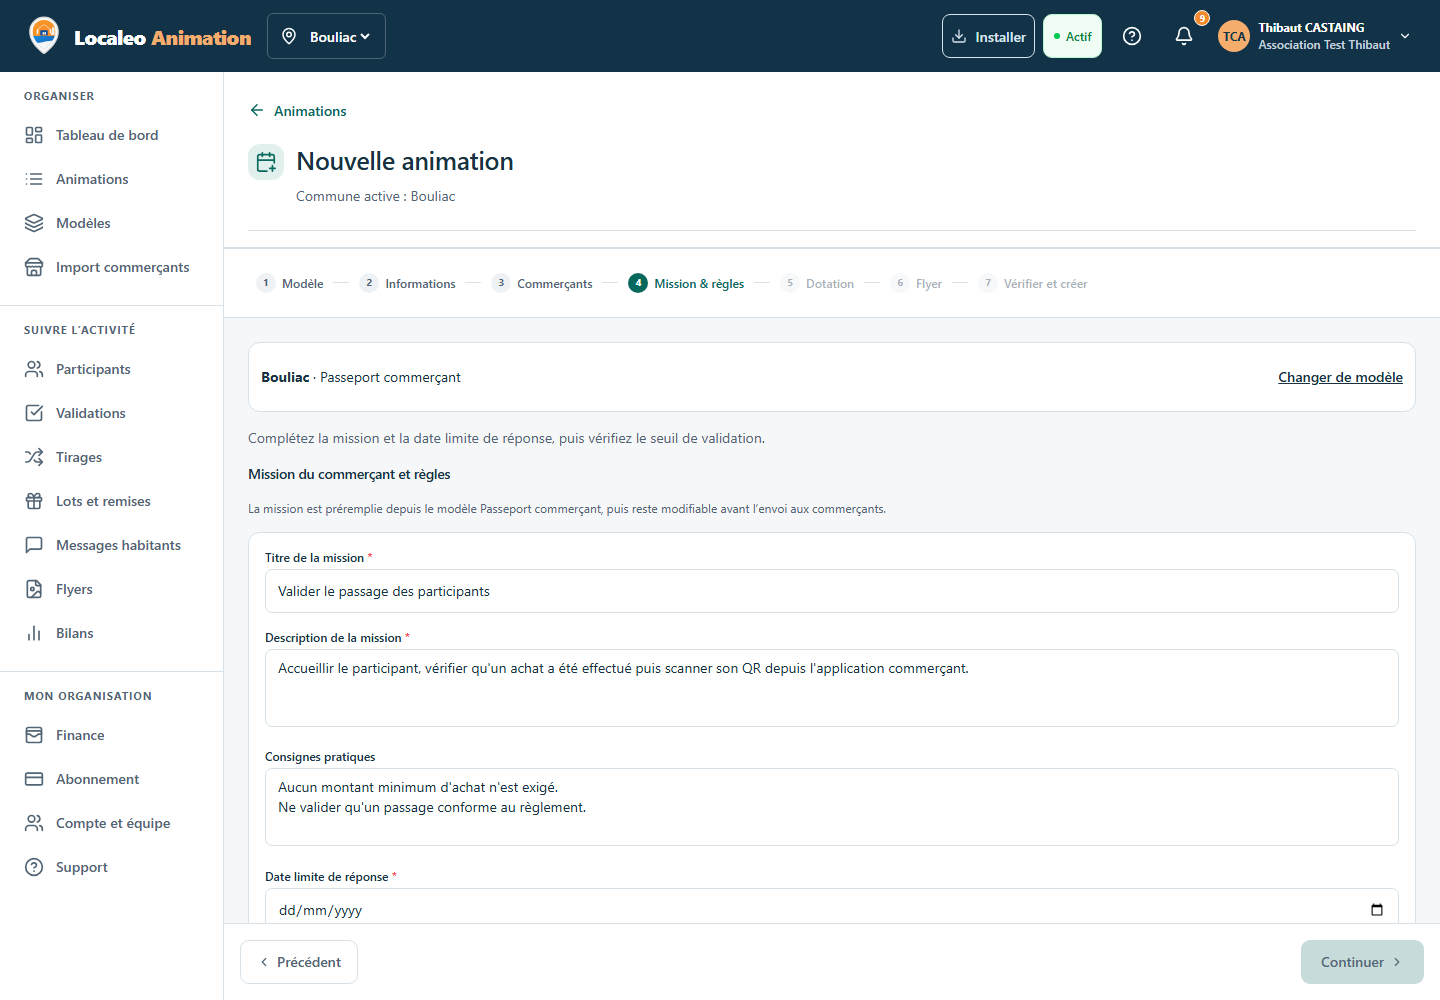 Localeo Animation
Bouliac
Installer
Actif
9
TCA
Thibaut CASTAING
Association Test Thibaut
ORGANISER
Tableau de bord
Animations
Modèles
Import commerçants
SUIVRE L'ACTIVITÉ
Participants
Validations
Tirages
Lots et remises
Messages habitants
Flyers
Bilans
MON ORGANISATION
Finance
Abonnement
Compte et équipe
Support
Animations
Nouvelle animation
Commune active : Bouliac
1 Modèle
2 Informations
3 Commerçants
4 Mission & règles
5 Dotation
6 Flyer
7 Vérifier et créer
Bouliac · Passeport commerçant
Changer de modèle
Complétez la mission et la date limite de réponse, puis vérifiez le seuil de validation.
Mission du commerçant et règles
La mission est préremplie depuis le modèle Passeport commerçant, puis reste modifiable avant l'envoi aux commerçants.
Titre de la mission *
Valider le passage des participants
Description de la mission *
Accueillir le participant, vérifier qu'un achat a été effectué puis scanner son QR depuis l'application commerçant.
Consignes pratiques
Aucun montant minimum d'achat n'est exigé.
Ne valider qu'un passage conforme au règlement.
Date limite de réponse *
dd/mm/yyyy
Précédent
Continuer